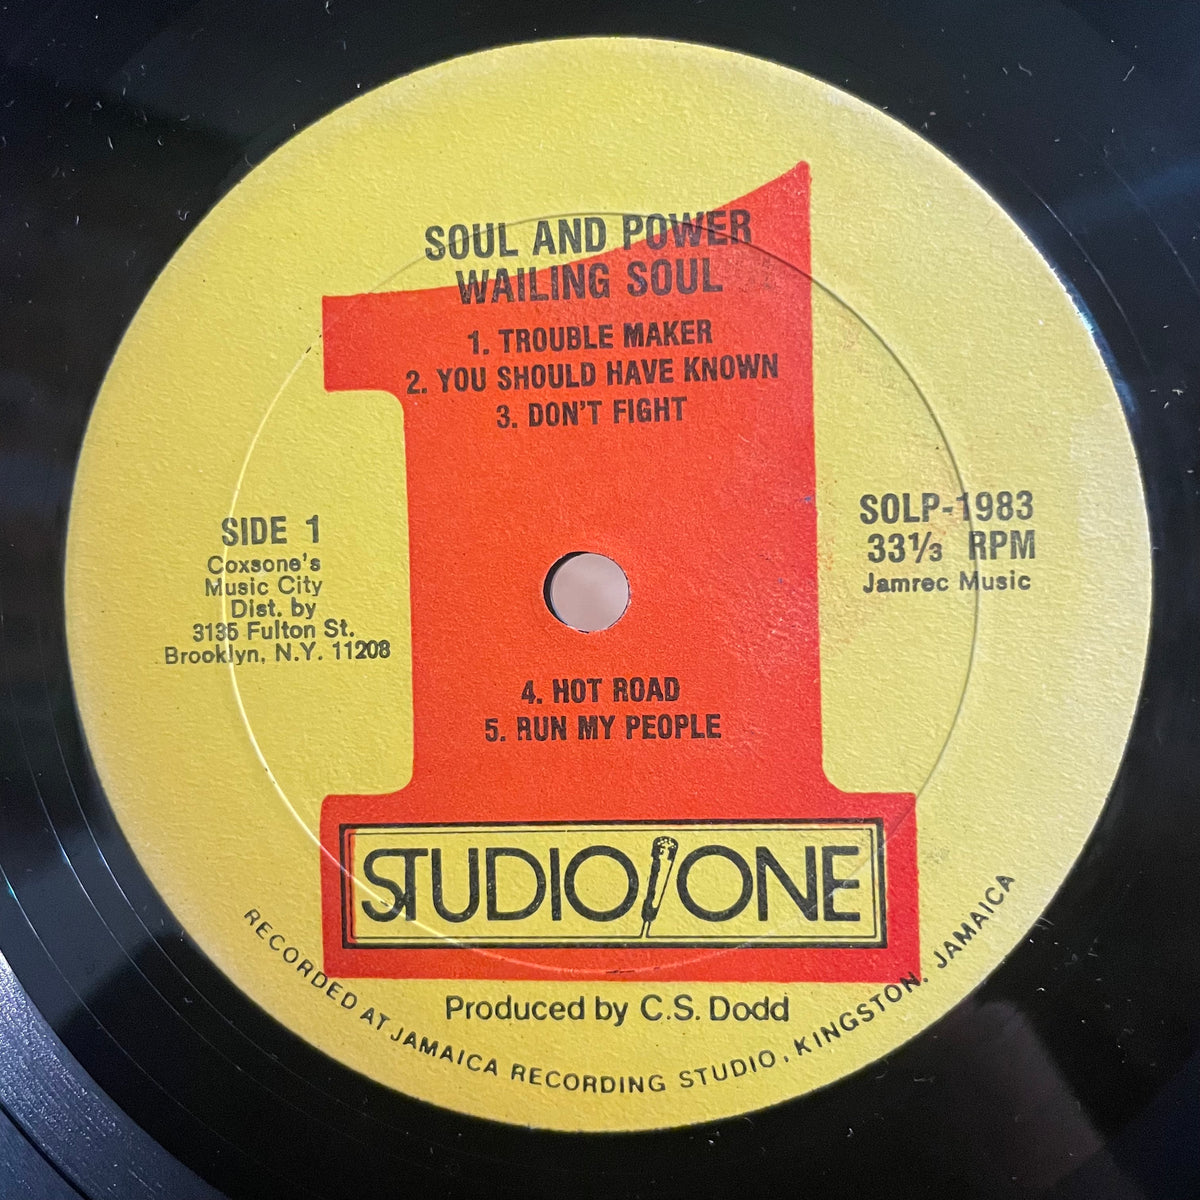 SOUL AND POWER
WAILING SOUL
1. TROUBLE MAKER
2. YOU SHOULD HAVE KNOWN
3. DON'T FIGHT
SIDE 1
Coxsone's
Music City
Dist. by
3135 Fulton St.
Brooklyn, N.Y. 11208
SOLP-1983
33⅓ RPM
Jamrec Music
4. HOT ROAD
5. RUN MY PEOPLE
STUDIO ONE
Produced by C.S. Dodd
RECORDED AT JAMAICA RECORDING STUDIO, KINGSTON. JAMAICA